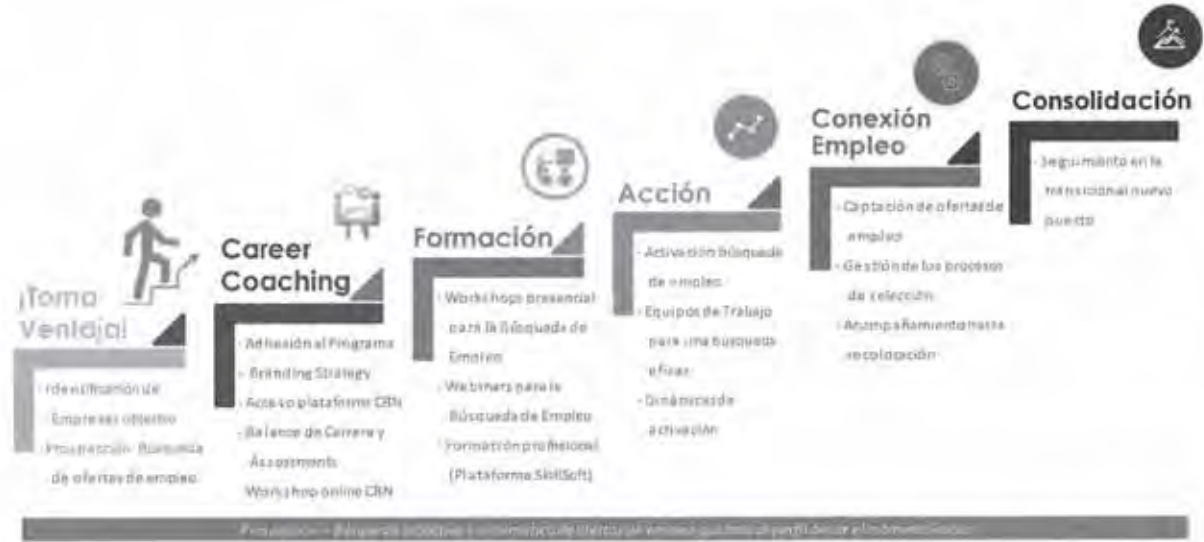 ¡Toma
Ventaja!
- Identificación de
Empresas objetivo
- Prospección: Búsqueda
de ofertas de empleo
Career
Coaching
- Adhesión al Programa
- Branding Strategy
- Acceso plataforma CRN
- Balance de Carrera y
Assessments
Workshop online CRN
Formación
- Workshops presencial
para la Búsqueda de
Empleo
- Webinars para la
Búsqueda de Empleo
- Formación profesional
(Plataforma SkillSoft)
Acción
- Activación búsqueda
de empleo
- Equipos de Trabajo
para una búsqueda
eficaz
- Dinámicas de
activación
Conexión
Empleo
- Captación de ofertas de
empleo
- Gestión de los procesos
de selección
- Acompañamiento hasta
recolocación
Consolidación
- Seguimiento en la
transición al nuevo
puesto
Prospección